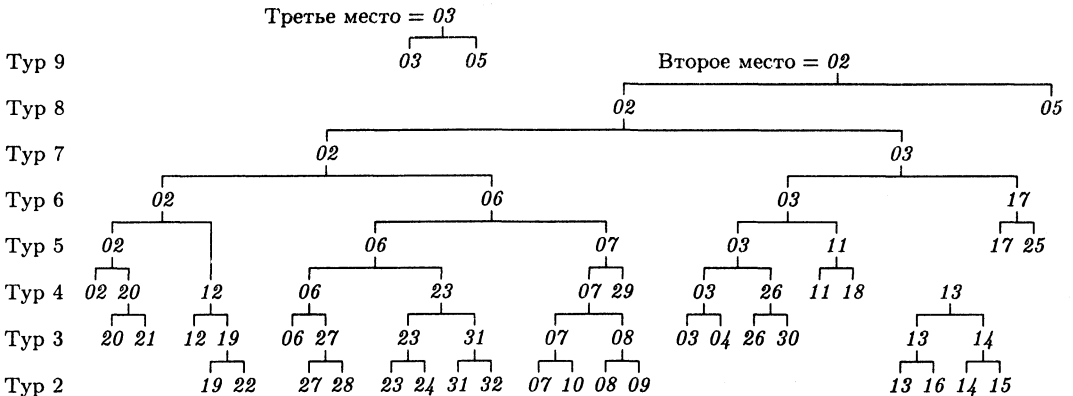 Третье место = 03
Тур 9 03 05 Второе место = 02
Тур 8 02 05
Тур 7 02 03
Тур 6 02 06 03 17
Тур 5 02 06 07 03 11 17 25
Тур 4 02 20 12 06 23 07 29 03 26 11 18 13
Тур 3 20 21 12 19 06 27 23 31 07 08 03 04 26 30 13 14
Тур 2 19 22 27 28 23 24 31 32 07 10 08 09 13 16 14 15